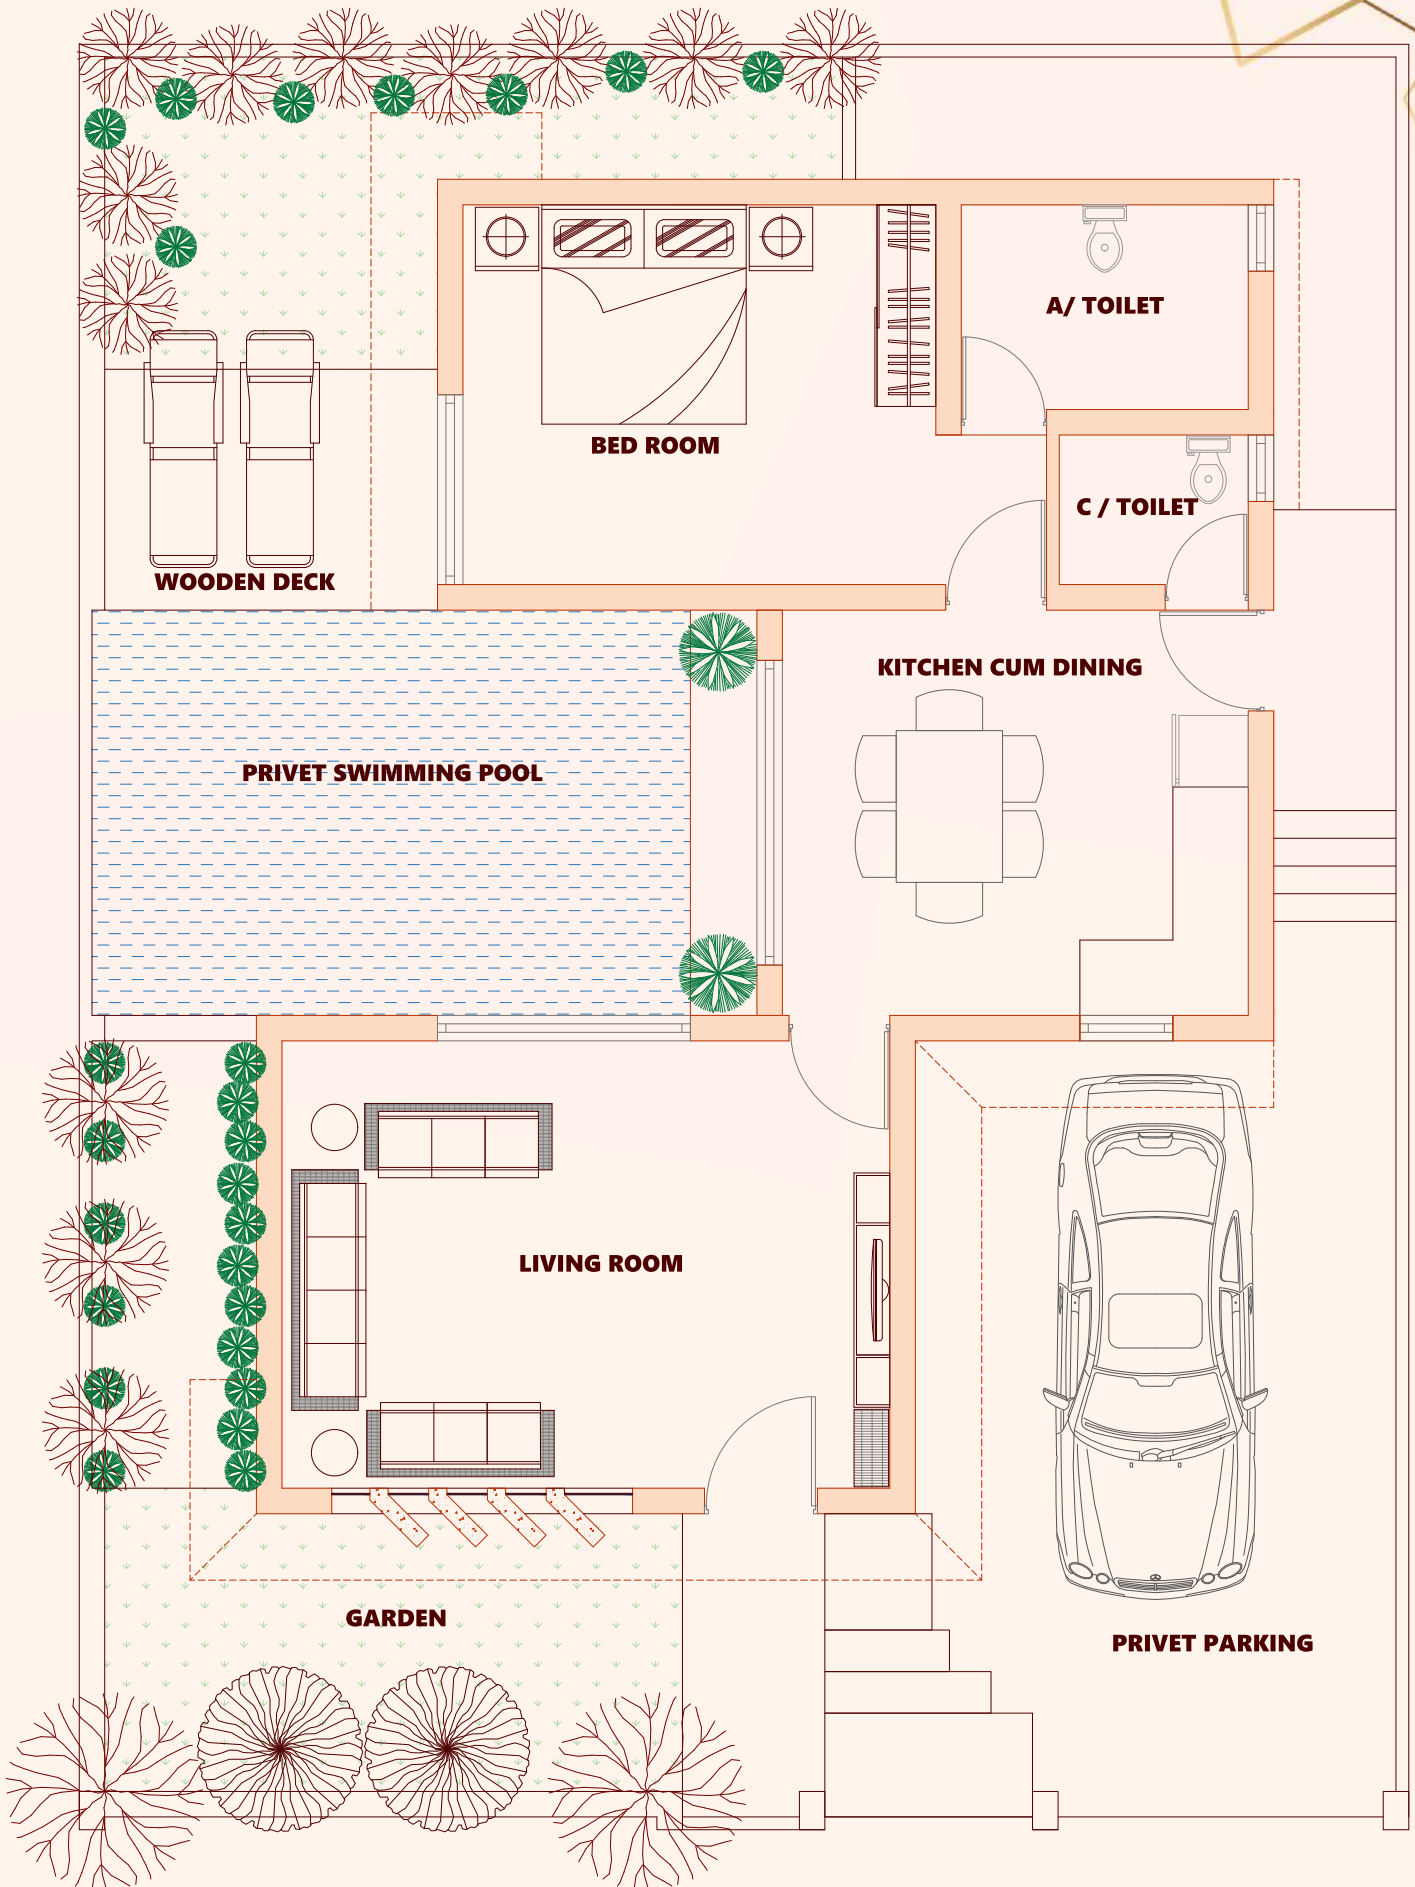 A/ TOILET
BED ROOM
C / TOILET
WOODEN DECK
KITCHEN CUM DINING
PRIVET SWIMMING POOL
LIVING ROOM
GARDEN
PRIVET PARKING